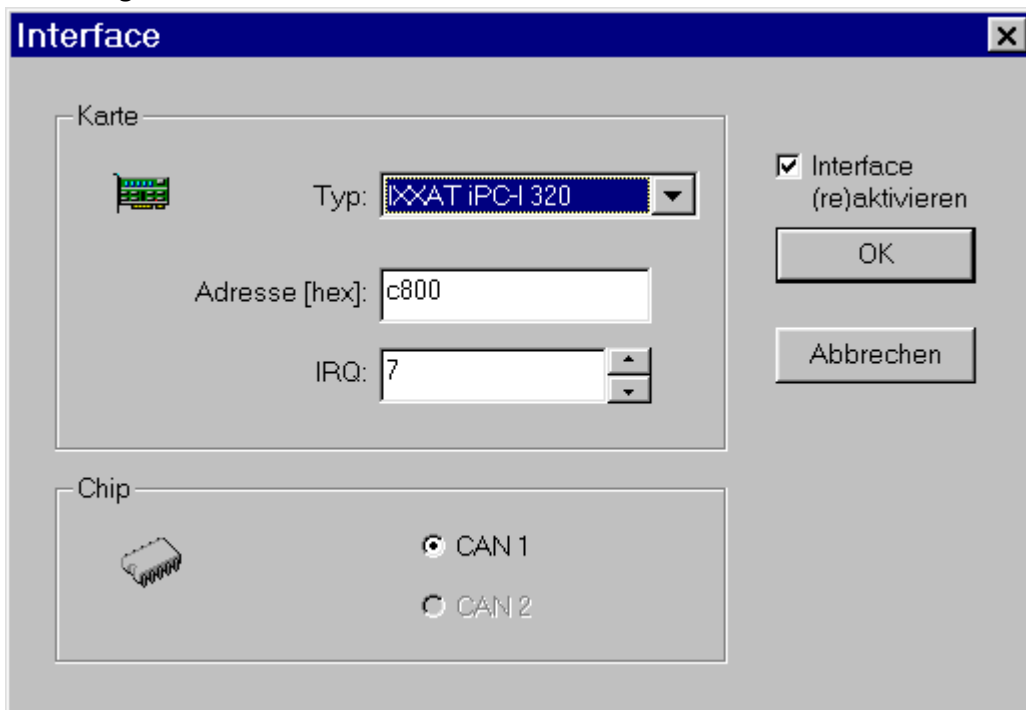 Interface
Karte
Typ: IXXAT iPC-I 320
Adresse [hex]: c800
IRQ: 7
Interface
(re)aktivieren
OK
Abbrechen
Chip
CAN 1
CAN 2